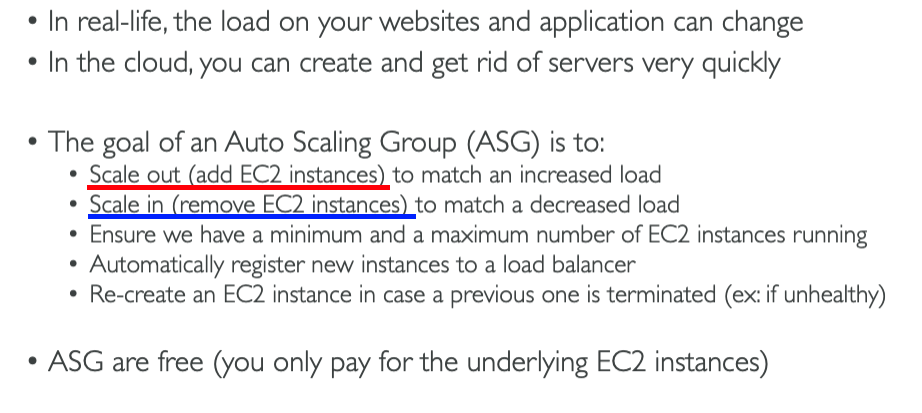 • In real-life, the load on your websites and application can change
• In the cloud, you can create and get rid of servers very quickly
• The goal of an Auto Scaling Group (ASG) is to:
• Scale out (add EC2 instances) to match an increased load
• Scale in (remove EC2 instances) to match a decreased load
• Ensure we have a minimum and a maximum number of EC2 instances running
• Automatically register new instances to a load balancer
• Re-create an EC2 instance in case a previous one is terminated (ex: if unhealthy)
• ASG are free (you only pay for the underlying EC2 instances)